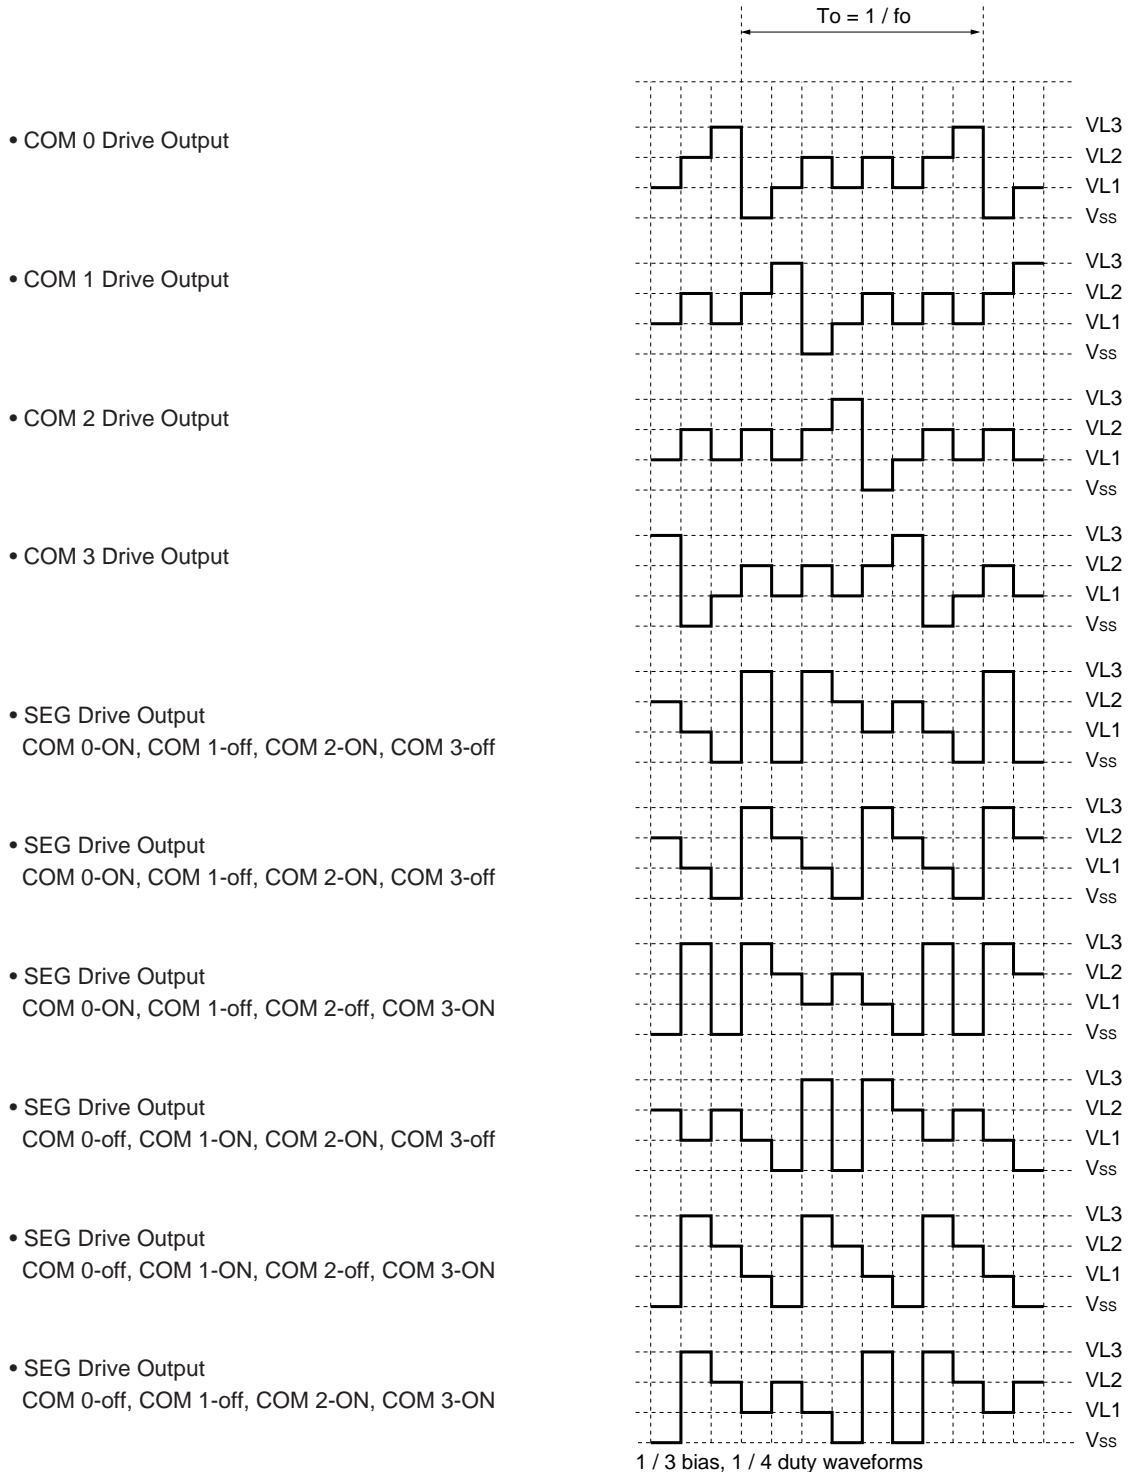 To = 1 / fo
• COM 0 Drive Output
VL3
VL2
VL1
Vss
• COM 1 Drive Output
VL3
VL2
VL1
Vss
• COM 2 Drive Output
VL3
VL2
VL1
Vss
• COM 3 Drive Output
VL3
VL2
VL1
Vss
• SEG Drive Output
COM 0-ON, COM 1-off, COM 2-ON, COM 3-off
VL3
VL2
VL1
Vss
• SEG Drive Output
COM 0-ON, COM 1-off, COM 2-ON, COM 3-off
VL3
VL2
VL1
Vss
• SEG Drive Output
COM 0-ON, COM 1-off, COM 2-off, COM 3-ON
VL3
VL2
VL1
Vss
• SEG Drive Output
COM 0-off, COM 1-ON, COM 2-ON, COM 3-off
VL3
VL2
VL1
Vss
• SEG Drive Output
COM 0-off, COM 1-ON, COM 2-off, COM 3-ON
VL3
VL2
VL1
Vss
• SEG Drive Output
COM 0-off, COM 1-off, COM 2-ON, COM 3-ON
VL3
VL2
VL1
Vss
1 / 3 bias, 1 / 4 duty waveforms